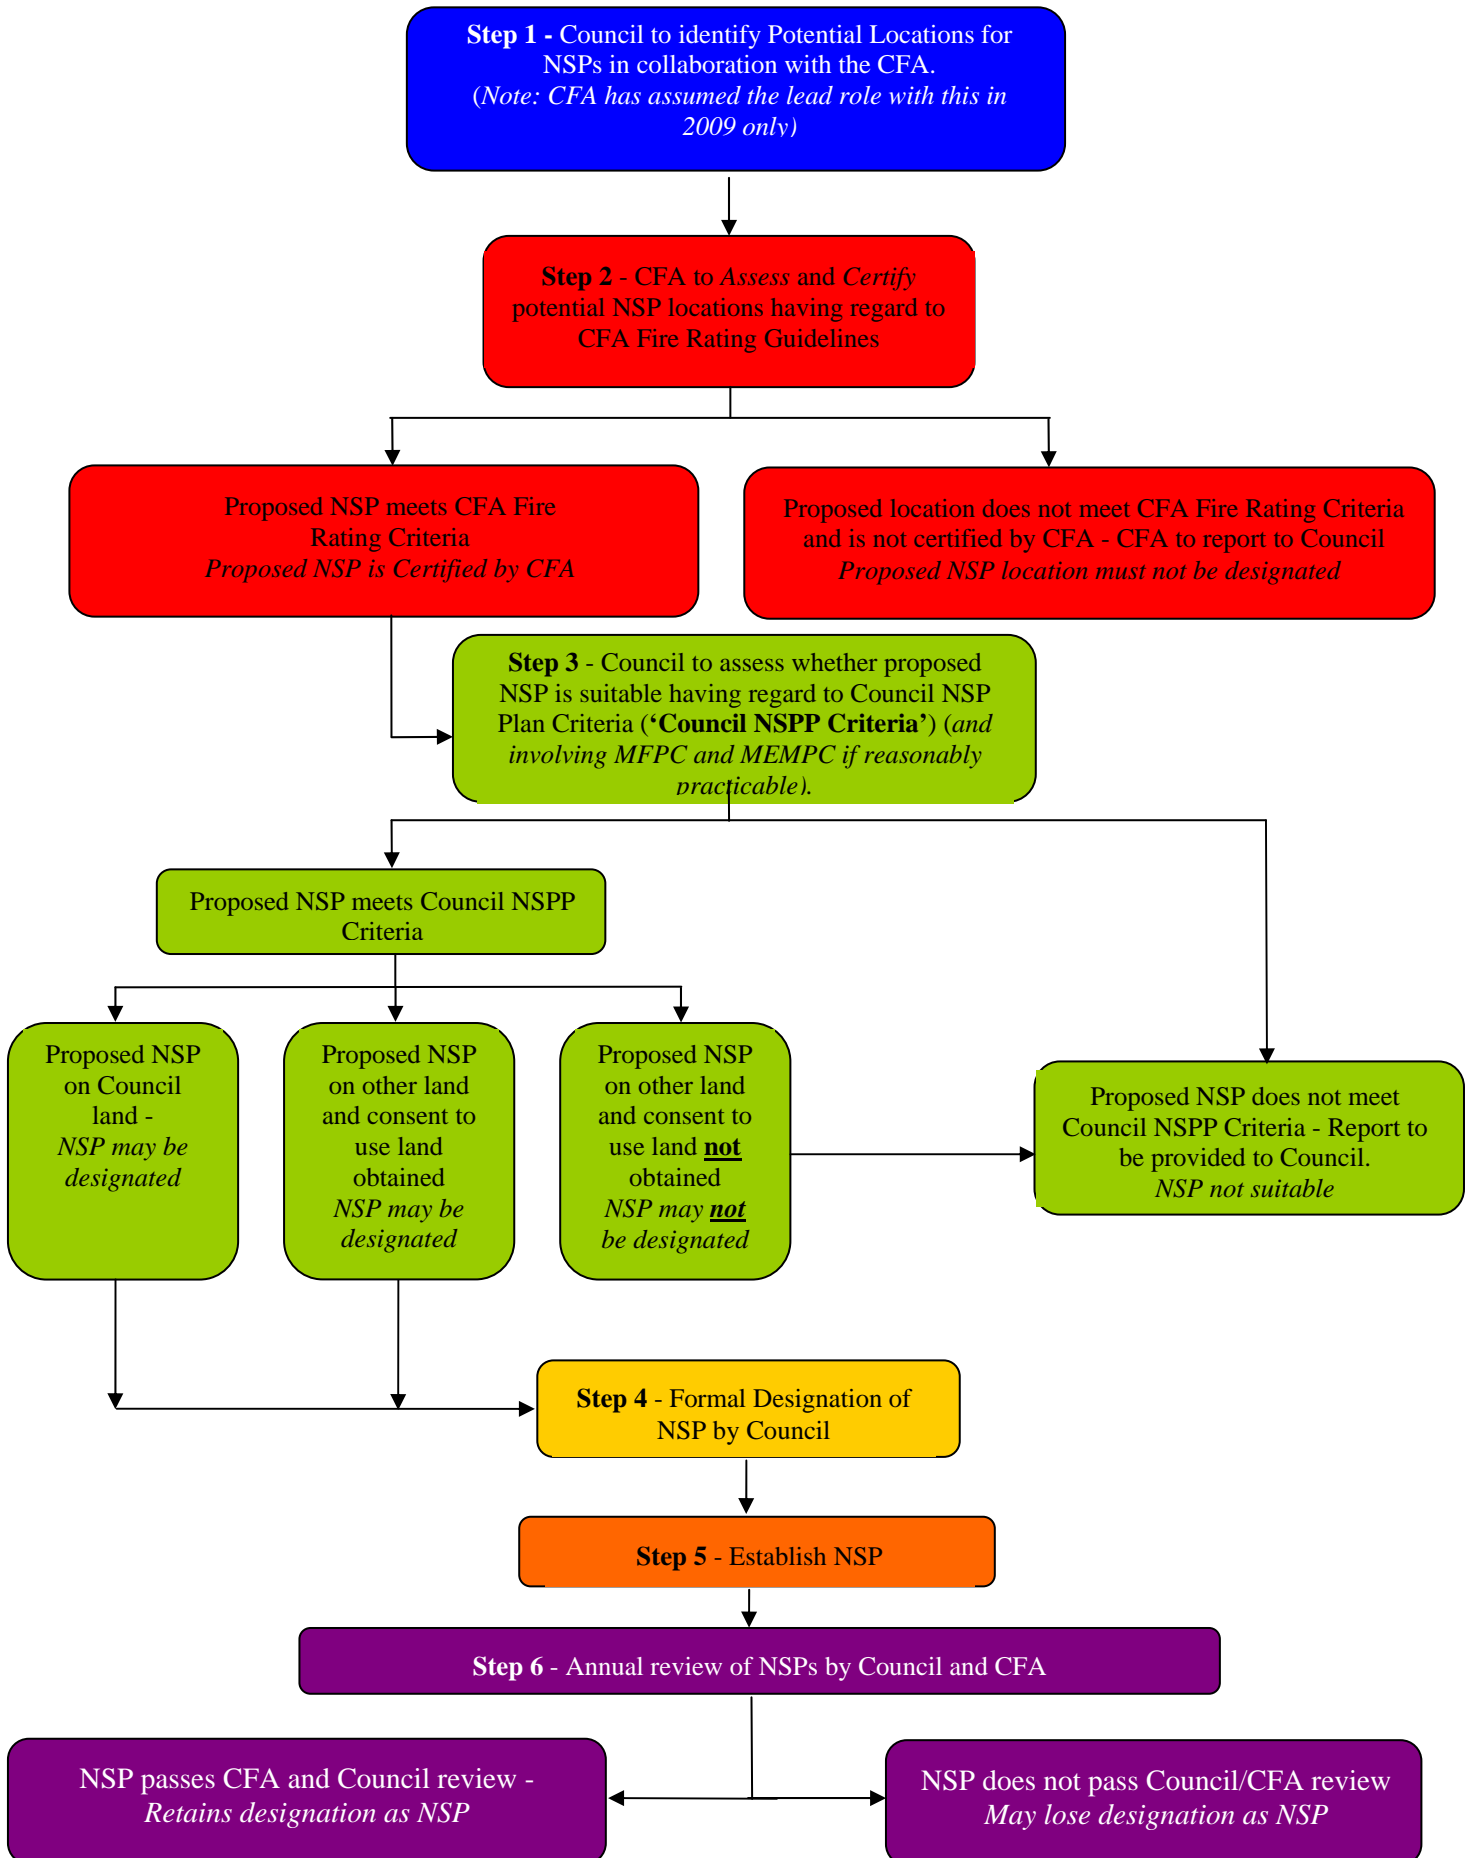 Step 1 - Council to identify Potential Locations for
NSPs in collaboration with the CFA.
(Note: CFA has assumed the lead role with this in
2009 only)
Step 2 - CFA to Assess and Certify
potential NSP locations having regard to
CFA Fire Rating Guidelines
Proposed NSP meets CFA Fire
Rating Criteria
Proposed NSP is Certified by CFA
Proposed location does not meet CFA Fire Rating Criteria
and is not certified by CFA - CFA to report to Council
Proposed NSP location must not be designated
Step 3 - Council to assess whether proposed
NSP is suitable having regard to Council NSP
Plan Criteria (‘Council NSPP Criteria’) (and
involving MFPC and MEMPC if reasonably
practicable).
Proposed NSP meets Council NSPP
Criteria
Proposed NSP
on Council
land -
NSP may be
designated
Proposed NSP
on other land
and consent to
use land
obtained
NSP may be
designated
Proposed NSP
on other land
and consent to
use land not
obtained
NSP may not
be designated
Proposed NSP does not meet
Council NSPP Criteria - Report to
be provided to Council.
NSP not suitable
Step 4 - Formal Designation of
NSP by Council
Step 5 - Establish NSP
Step 6 - Annual review of NSPs by Council and CFA
NSP passes CFA and Council review -
Retains designation as NSP
NSP does not pass Council/CFA review
May lose designation as NSP